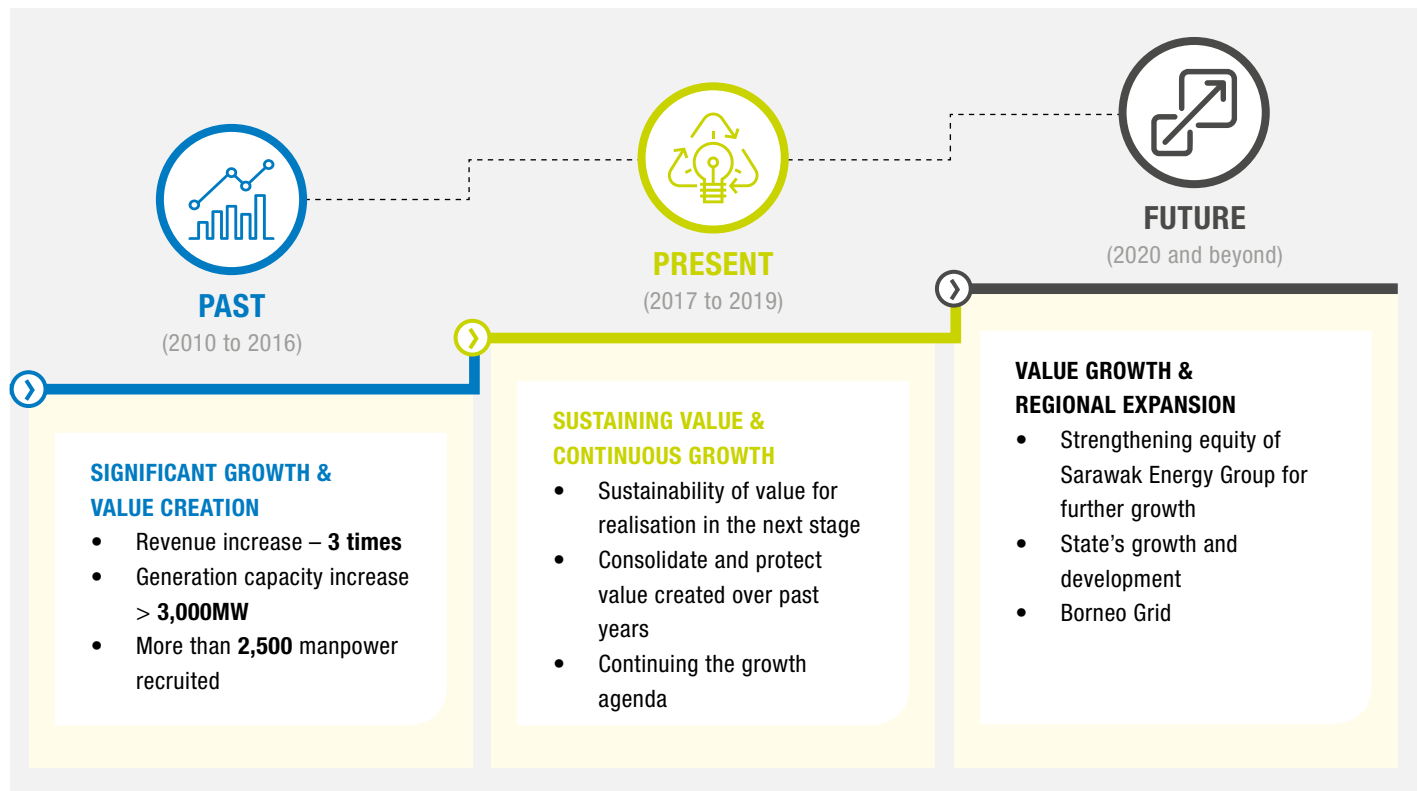 PAST
(2010 to 2016)
SIGNIFICANT GROWTH &
VALUE CREATION
• Revenue increase – 3 times
• Generation capacity increase
> 3,000MW
• More than 2,500 manpower
recruited
PRESENT
(2017 to 2019)
SUSTAINING VALUE &
CONTINUOUS GROWTH
• Sustainability of value for
realisation in the next stage
• Consolidate and protect
value created over past
years
• Continuing the growth
agenda
FUTURE
(2020 and beyond)
VALUE GROWTH &
REGIONAL EXPANSION
• Strengthening equity of
Sarawak Energy Group for
further growth
• State’s growth and
development
• Borneo Grid